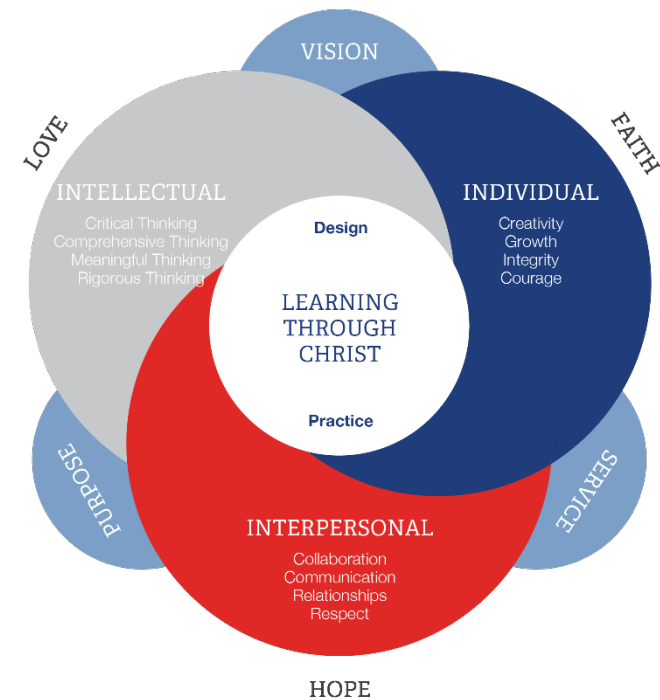 VISION
LOVE
FAITH
INTELLECTUAL
Critical Thinking
Comprehensive Thinking
Meaningful Thinking
Rigorous Thinking
INDIVIDUAL
Creativity
Growth
Integrity
Courage
Design
LEARNING
THROUGH
CHRIST
Practice
PURPOSE
SERVICE
INTERPERSONAL
Collaboration
Communication
Relationships
Respect
HOPE